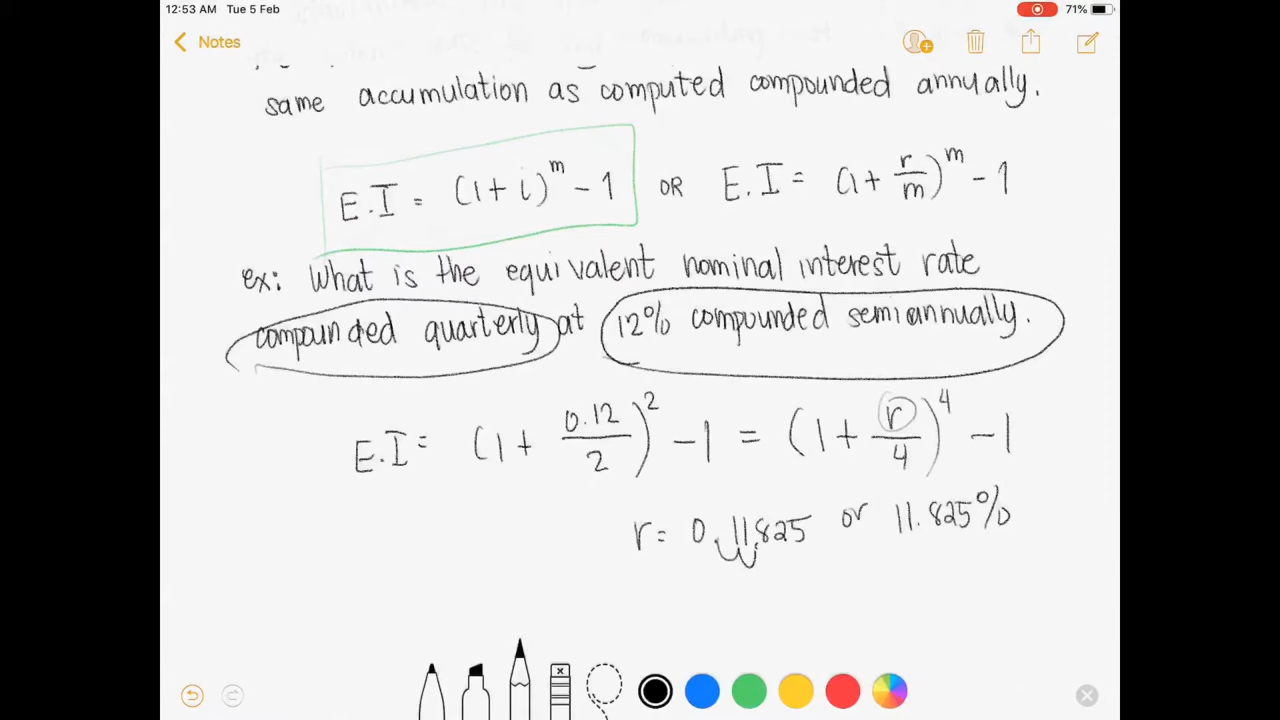 12:53 AM Tue 5 Feb 71%
Notes
same accumulation as computed compounded annually.
E.I = (1 + i)^m - 1 OR E.I = (1 + r/m)^m - 1
ex: What is the equivalent nominal interest rate
compounded quarterly at 12% compounded semiannually.
E.I = (1 + 0.12/2)^2 - 1 = (1 + r/4)^4 - 1
r = 0.11825 or 11.825%